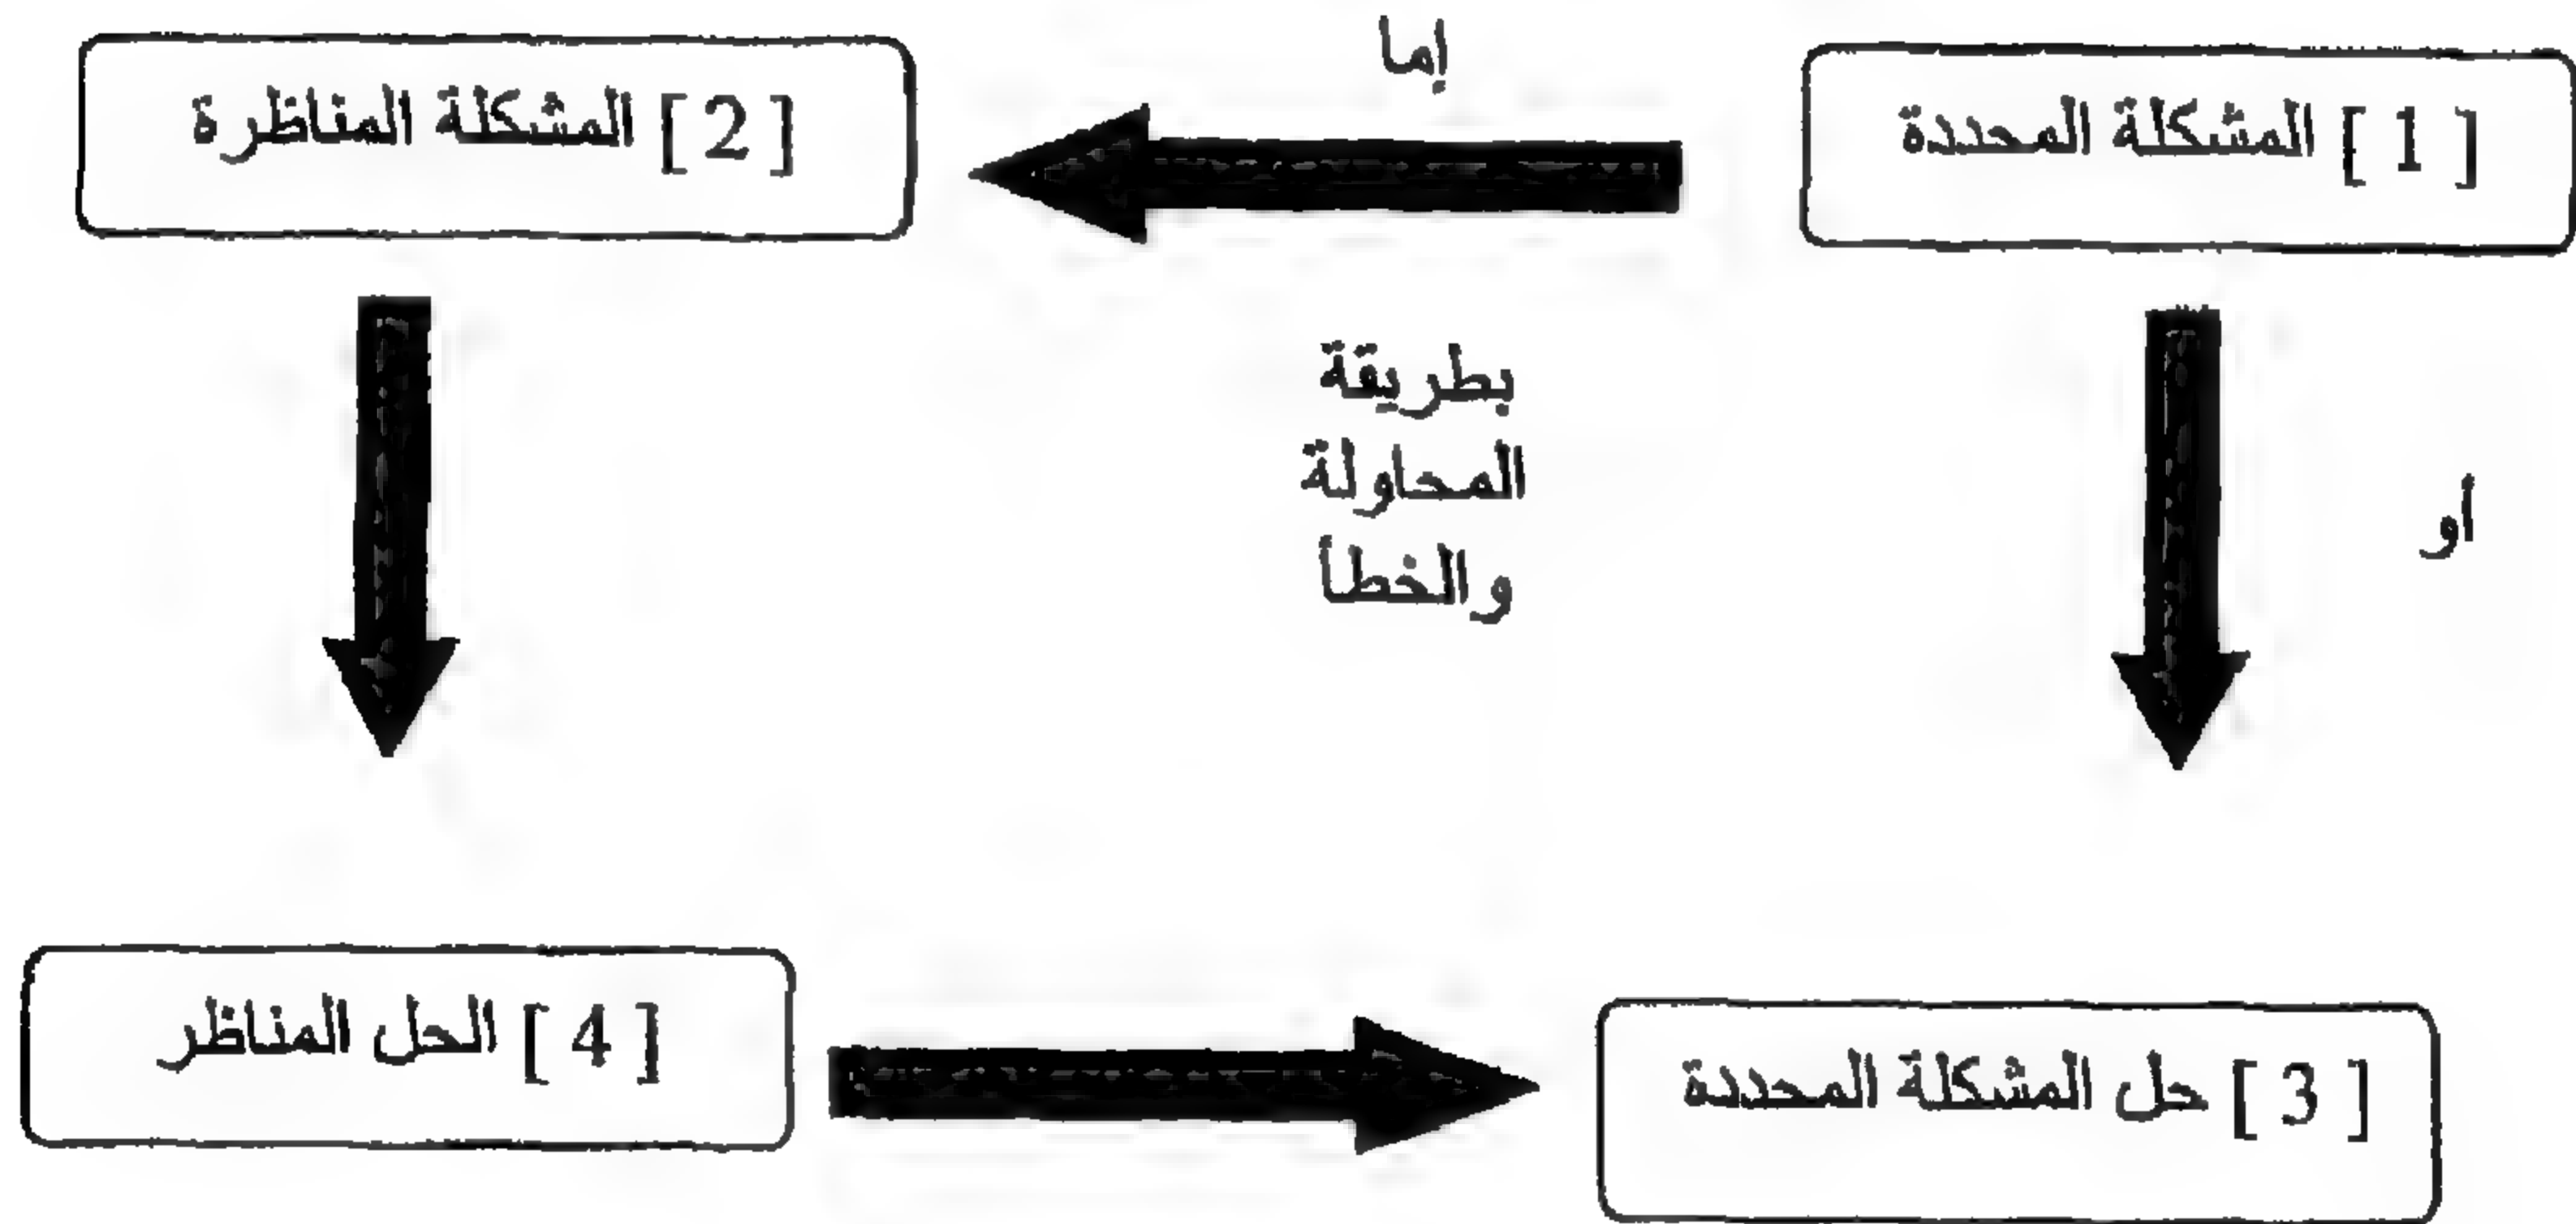 إما
[ 1 ] المشكلة المحددة
[ 2 ] المشكلة المناظرة
بطريقة
المحاولة
والخطأ
أو
[ 3 ] حل المشكلة المحددة
[ 4 ] الحل المناظر